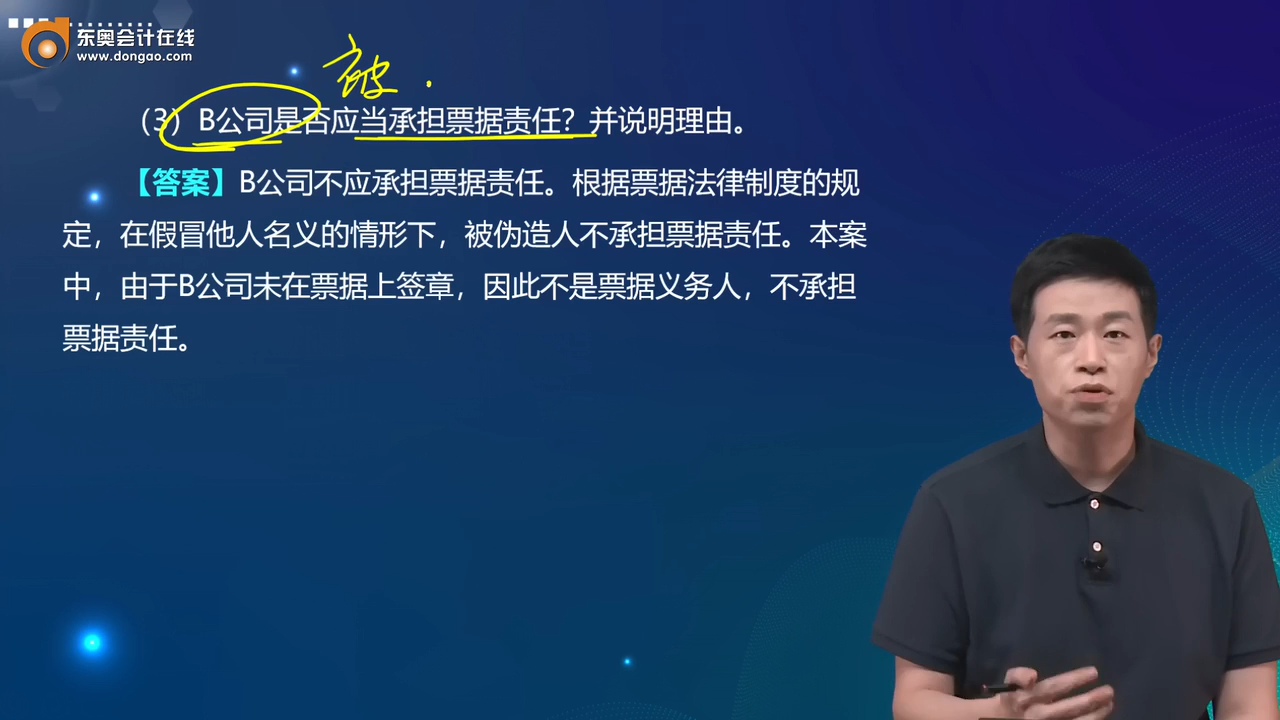 东奥会计在线
www.dongao.com
被
（3）B公司是否应当承担票据责任？并说明理由。
【答案】B公司不应承担票据责任。根据票据法律制度的规
定，在假冒他人名义的情形下，被伪造人不承担票据责任。本案
中，由于B公司未在票据上签章，因此不是票据义务人，不承担
票据责任。